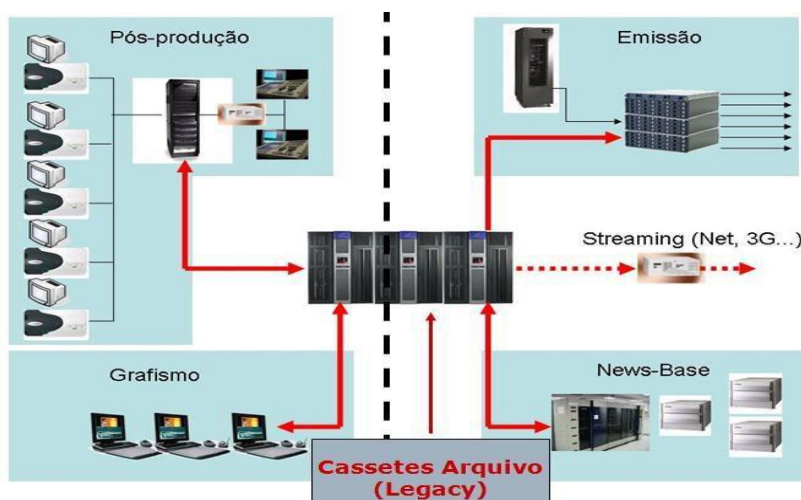 Pós-produção
Emissão
Streaming (Net, 3G...)
Grafismo
News-Base
Cassetes Arquivo
(Legacy)